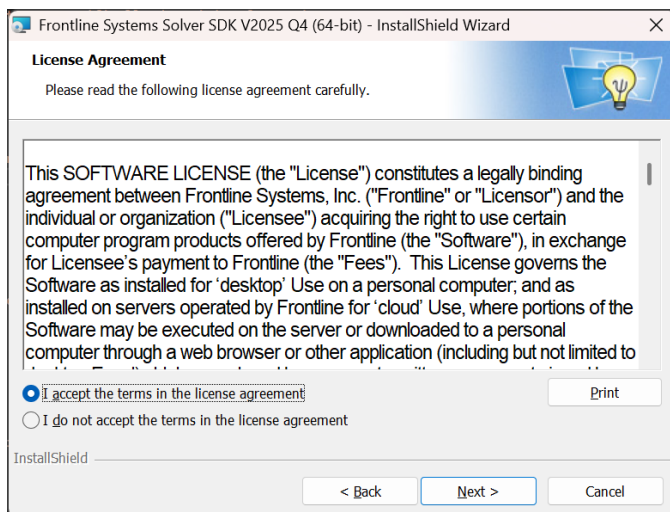 Frontline Systems Solver SDK V2025 Q4 (64-bit) - InstallShield Wizard
License Agreement
Please read the following license agreement carefully.
This SOFTWARE LICENSE (the "License") constitutes a legally binding
agreement between Frontline Systems, Inc. ("Frontline" or "Licensor") and the
individual or organization ("Licensee") acquiring the right to use certain
computer program products offered by Frontline (the "Software"), in exchange
for Licensee's payment to Frontline (the "Fees").  This License governs the
Software as installed for ‘desktop’ Use on a personal computer; and as
installed on servers operated by Frontline for ‘cloud’ Use, where portions of the
Software may be executed on the server or downloaded to a personal
computer through a web browser or other application (including but not limited to
I accept the terms in the license agreement
Print
I do not accept the terms in the license agreement
InstallShield
< Back
Next >
Cancel